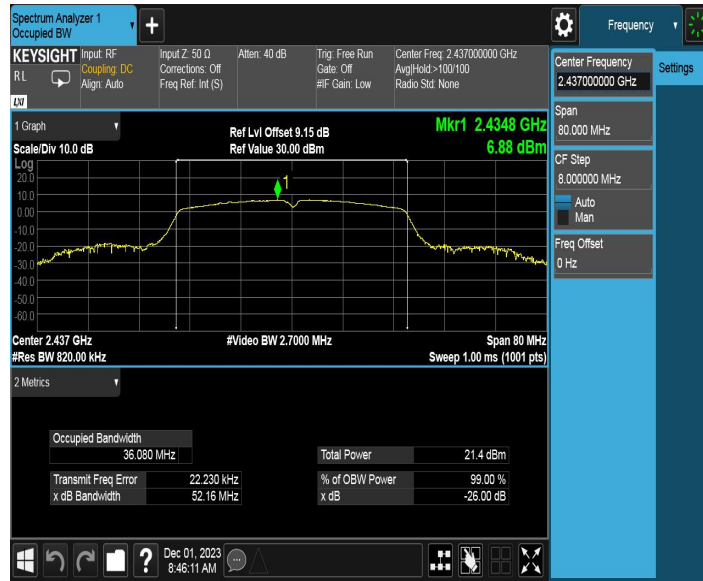 Spectrum Analyzer 1
Occupied BW
+
Frequency
KEYSIGHT
RL
LXI
Input: RF
Coupling: DC
Align: Auto
Input Z: 50 Ω
Corrections: Off
Freq Ref: Int (S)
Atten: 40 dB
Trig: Free Run
Gate: Off
#IF Gain: Low
Center Freq: 2.437000000 GHz
Avg|Hold:>100/100
Radio Std: None
Center Frequency
2.437000000 GHz
Settings
Span
80.000 MHz
CF Step
8.000000 MHz
Auto
Man
Freq Offset
0 Hz
1 Graph
Scale/Div 10.0 dB
Ref Lvl Offset 9.15 dB
Ref Value 30.00 dBm
Mkr1 2.4348 GHz
6.88 dBm
Log
20.0
10.0
0.00
-10.0
-20.0
-30.0
-40.0
-50.0
-60.0
1
Center 2.437 GHz
#Res BW 820.00 kHz
#Video BW 2.7000 MHz
Span 80 MHz
Sweep 1.00 ms (1001 pts)
2 Metrics
Occupied Bandwidth
36.080 MHz
Total Power 21.4 dBm
Transmit Freq Error 22.230 kHz
% of OBW Power 99.00 %
x dB Bandwidth 52.16 MHz
x dB -26.00 dB
?
Dec 01, 2023
8:46:11 AM